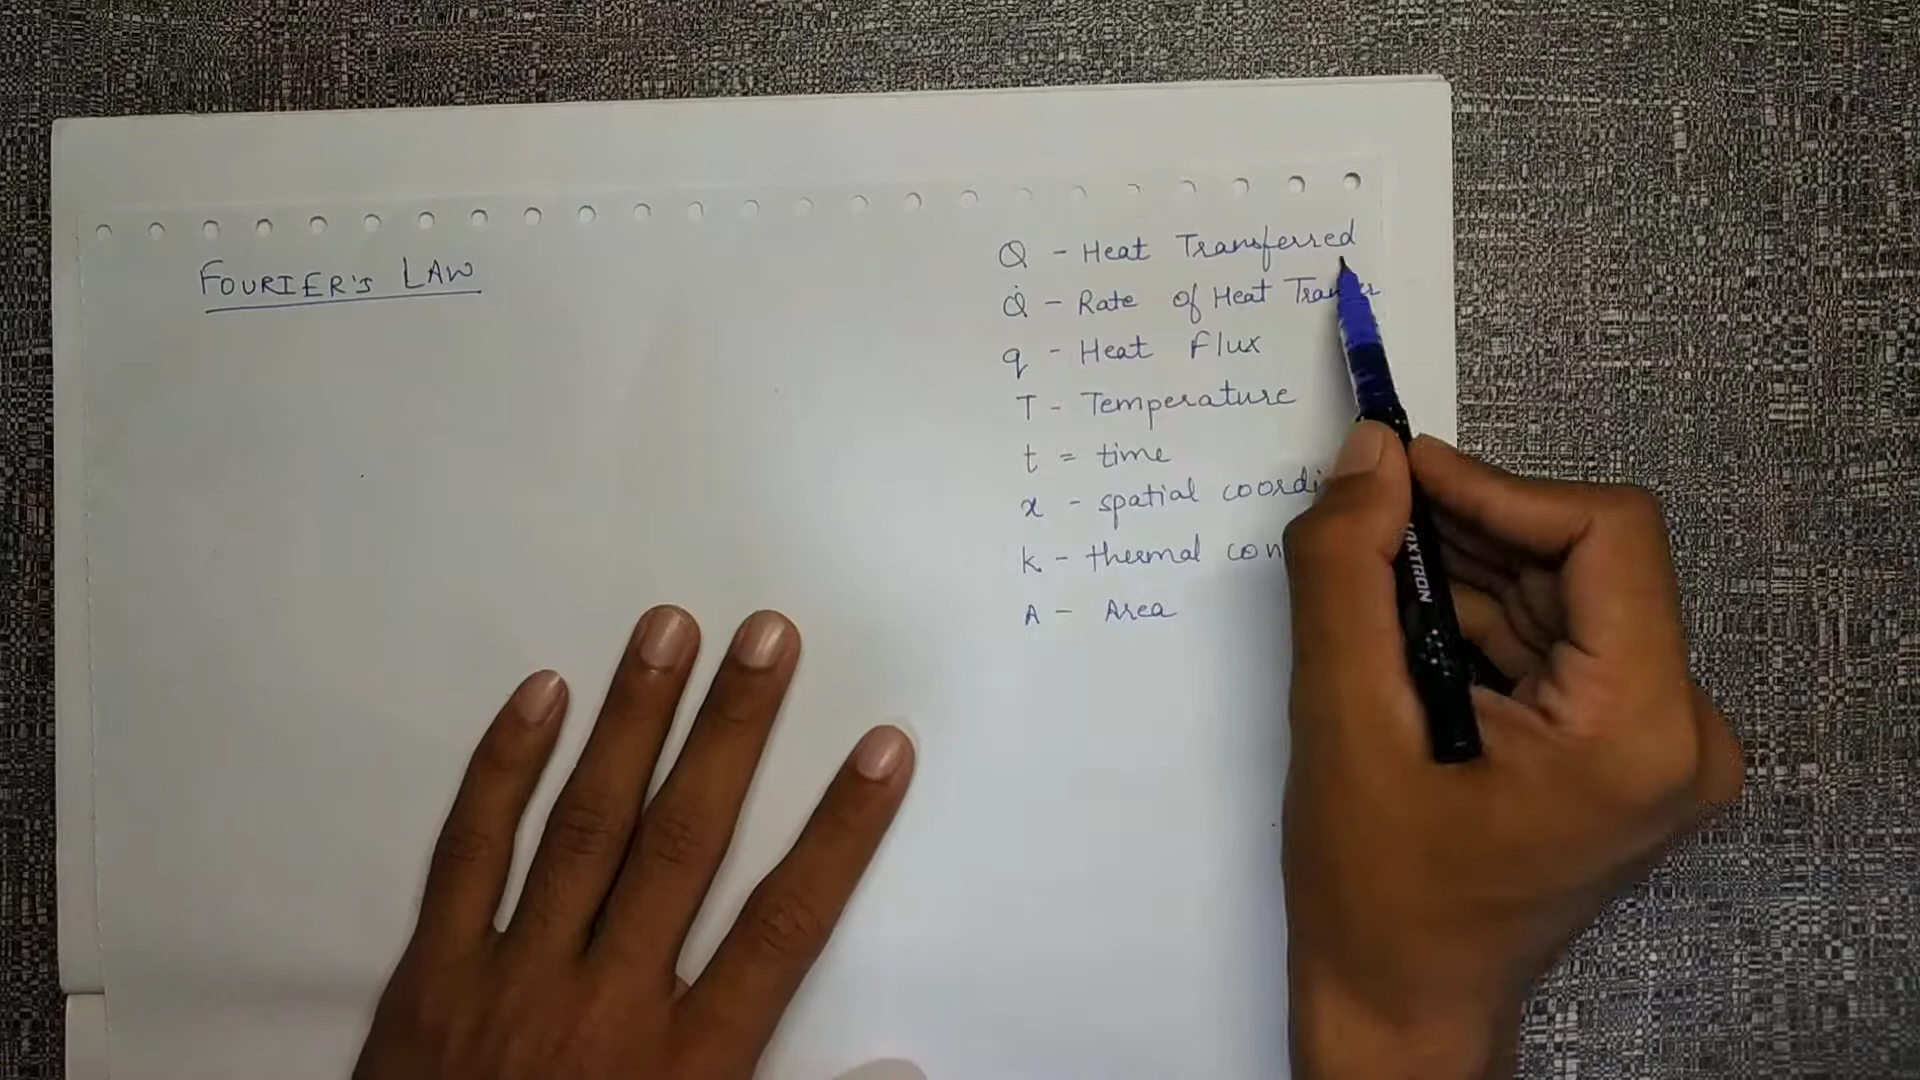 FOURIER'S LAW
Q - Heat Transferred
Q̇ - Rate of Heat
q - Heat Flux
T - Temperature
t = time
x - spatial
k - thermal
A - Area